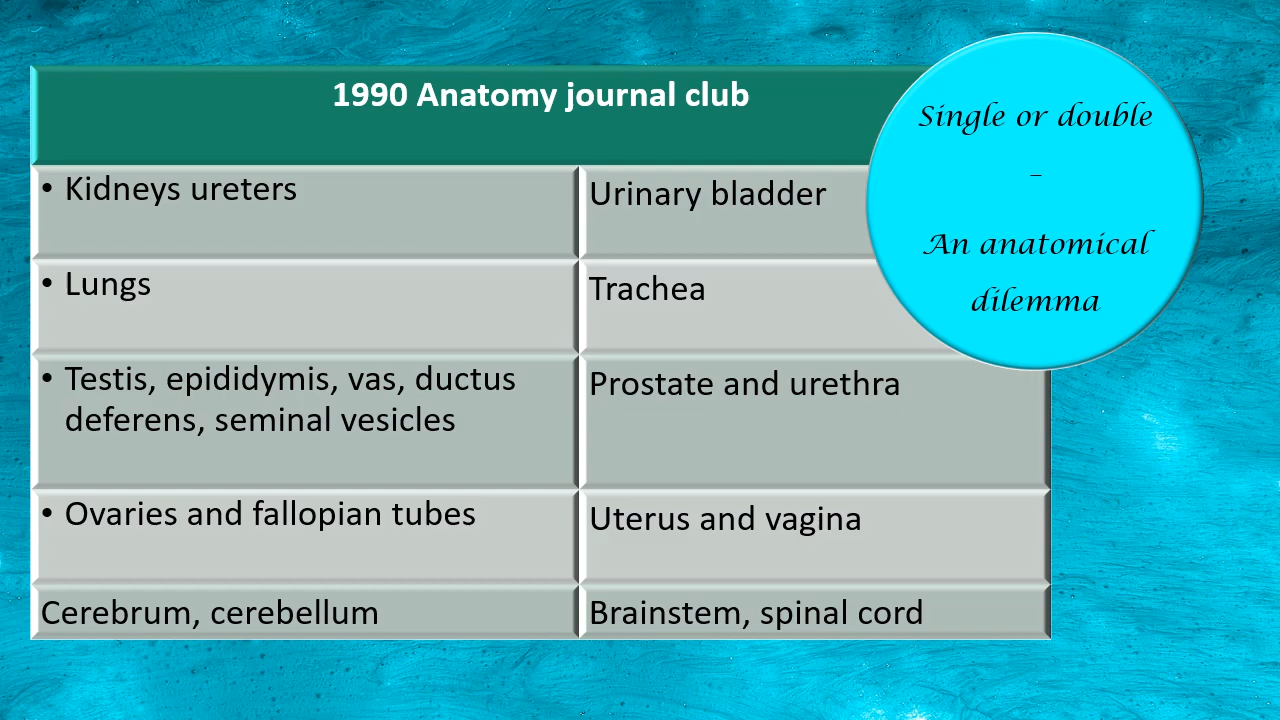 1990 Anatomy journal club
Single or double
–
An anatomical
dilemma
• Kidneys ureters
Urinary bladder
• Lungs
Trachea
• Testis, epididymis, vas, ductus
deferens, seminal vesicles
Prostate and urethra
• Ovaries and fallopian tubes
Uterus and vagina
Cerebrum, cerebellum
Brainstem, spinal cord